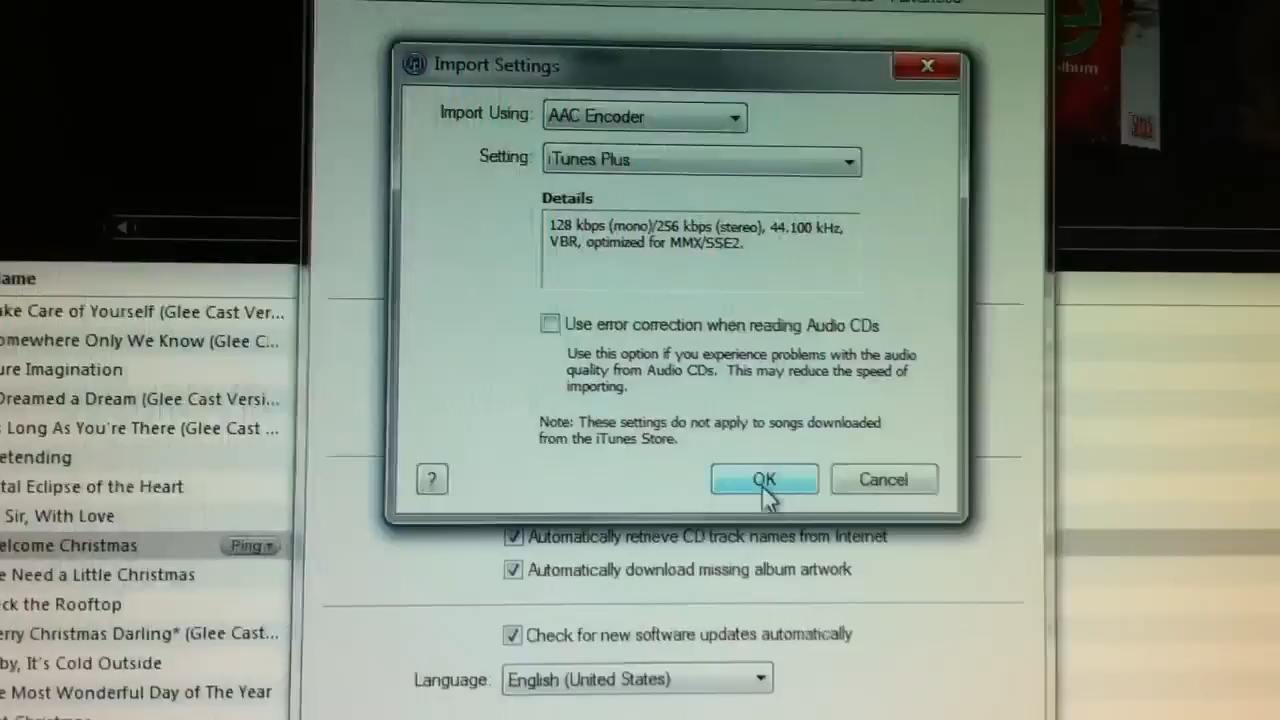 Import Settings
Import Using:
AAC Encoder
Setting:
iTunes Plus
Details
128 kbps (mono)/256 kbps (stereo), 44.100 kHz,
VBR, optimized for MMX/SSE2.
Use error correction when reading Audio CDs
Use this option if you experience problems with the audio
quality from Audio CDs. This may reduce the speed of
importing.
Note: These settings do not apply to songs downloaded
from the iTunes Store.
?
OK
Cancel
Automatically retrieve CD track names from Internet
Automatically download missing album artwork
Check for new software updates automatically
Language:
English (United States)
lbum
ame
ake Care of Yourself (Glee Cast Ver...
omewhere Only We Know (Glee C...
ure Imagination
Dreamed a Dream (Glee Cast Versi...
s Long As You're There (Glee Cast ...
etending
tal Eclipse of the Heart
Sir, With Love
elcome Christmas
Ping
e Need a Little Christmas
ck the Rooftop
erry Christmas Darling* (Glee Cast...
by, It's Cold Outside
e Most Wonderful Day of The Year